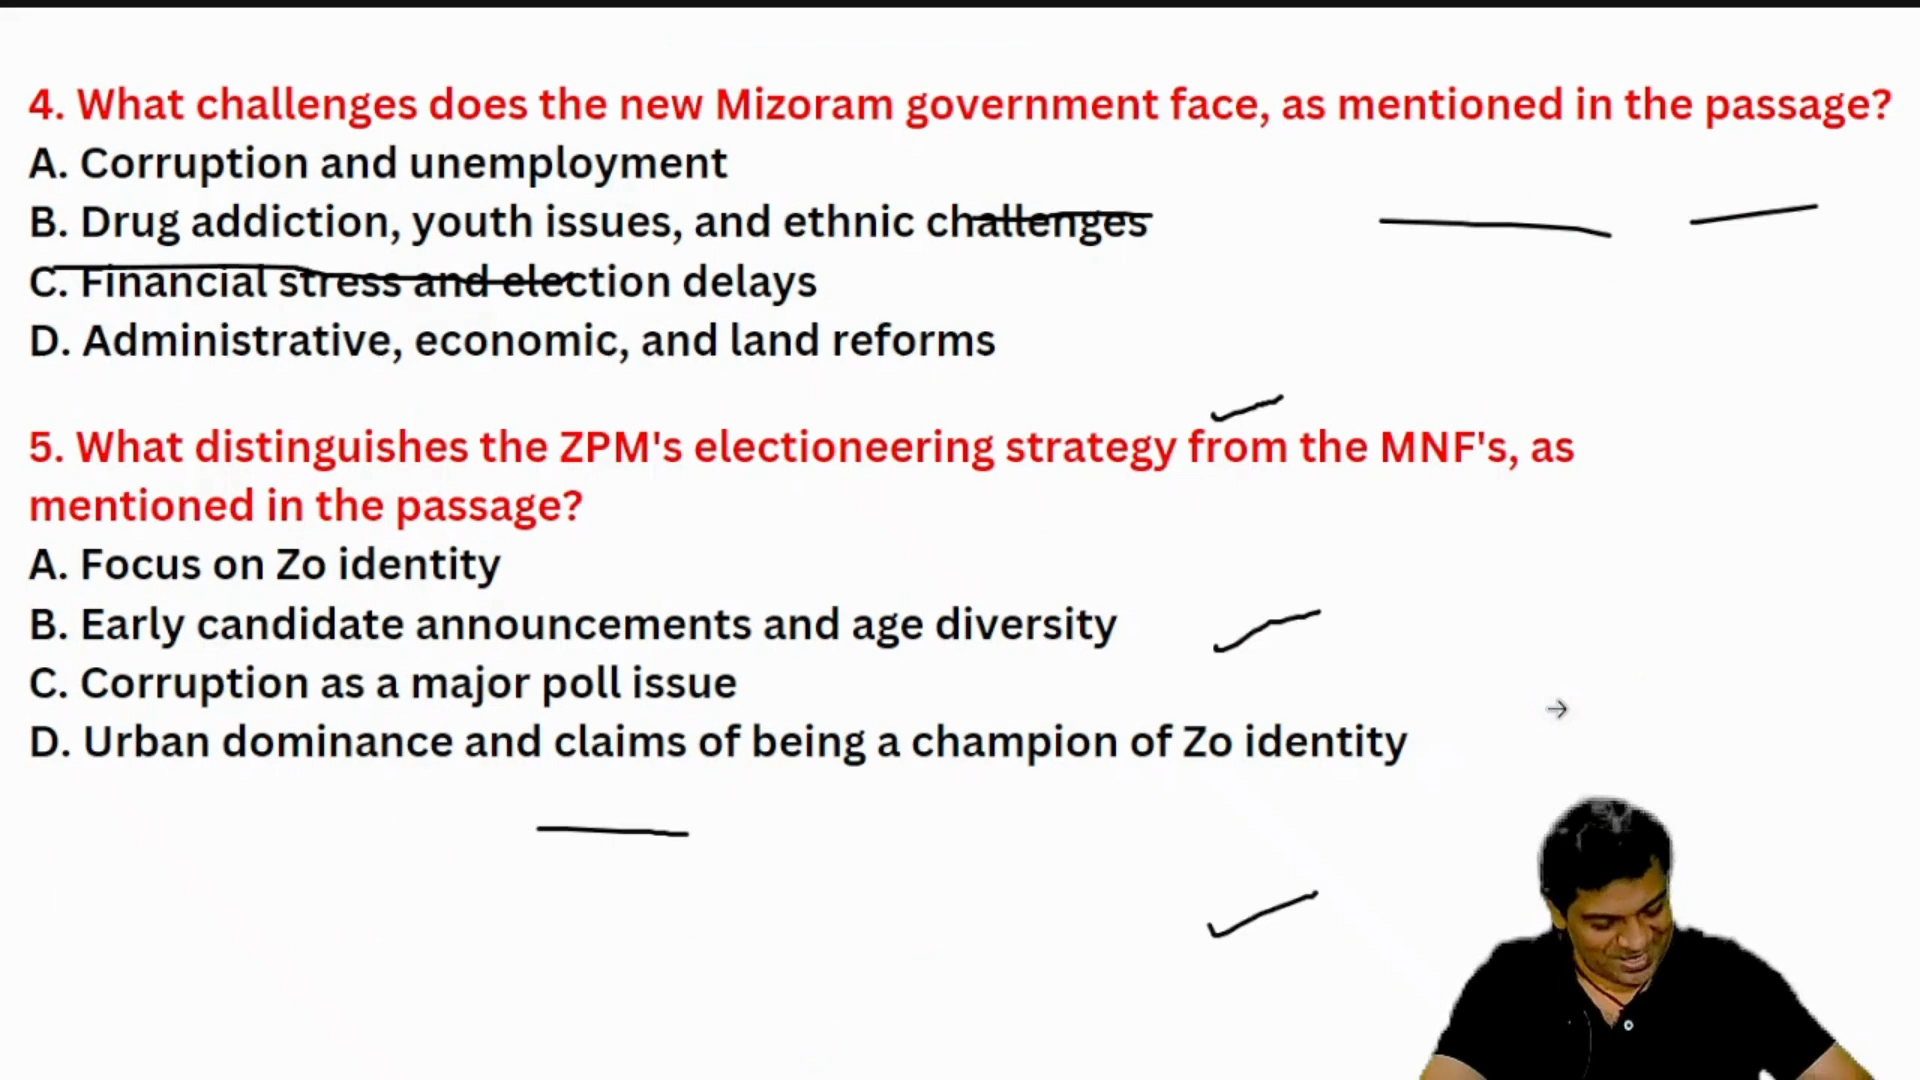 4. What challenges does the new Mizoram government face, as mentioned in the passage?
A. Corruption and unemployment
B. Drug addiction, youth issues, and ethnic challenges
C. Financial stress and election delays
D. Administrative, economic, and land reforms
5. What distinguishes the ZPM's electioneering strategy from the MNF's, as
mentioned in the passage?
A. Focus on Zo identity
B. Early candidate announcements and age diversity
C. Corruption as a major poll issue
D. Urban dominance and claims of being a champion of Zo identity